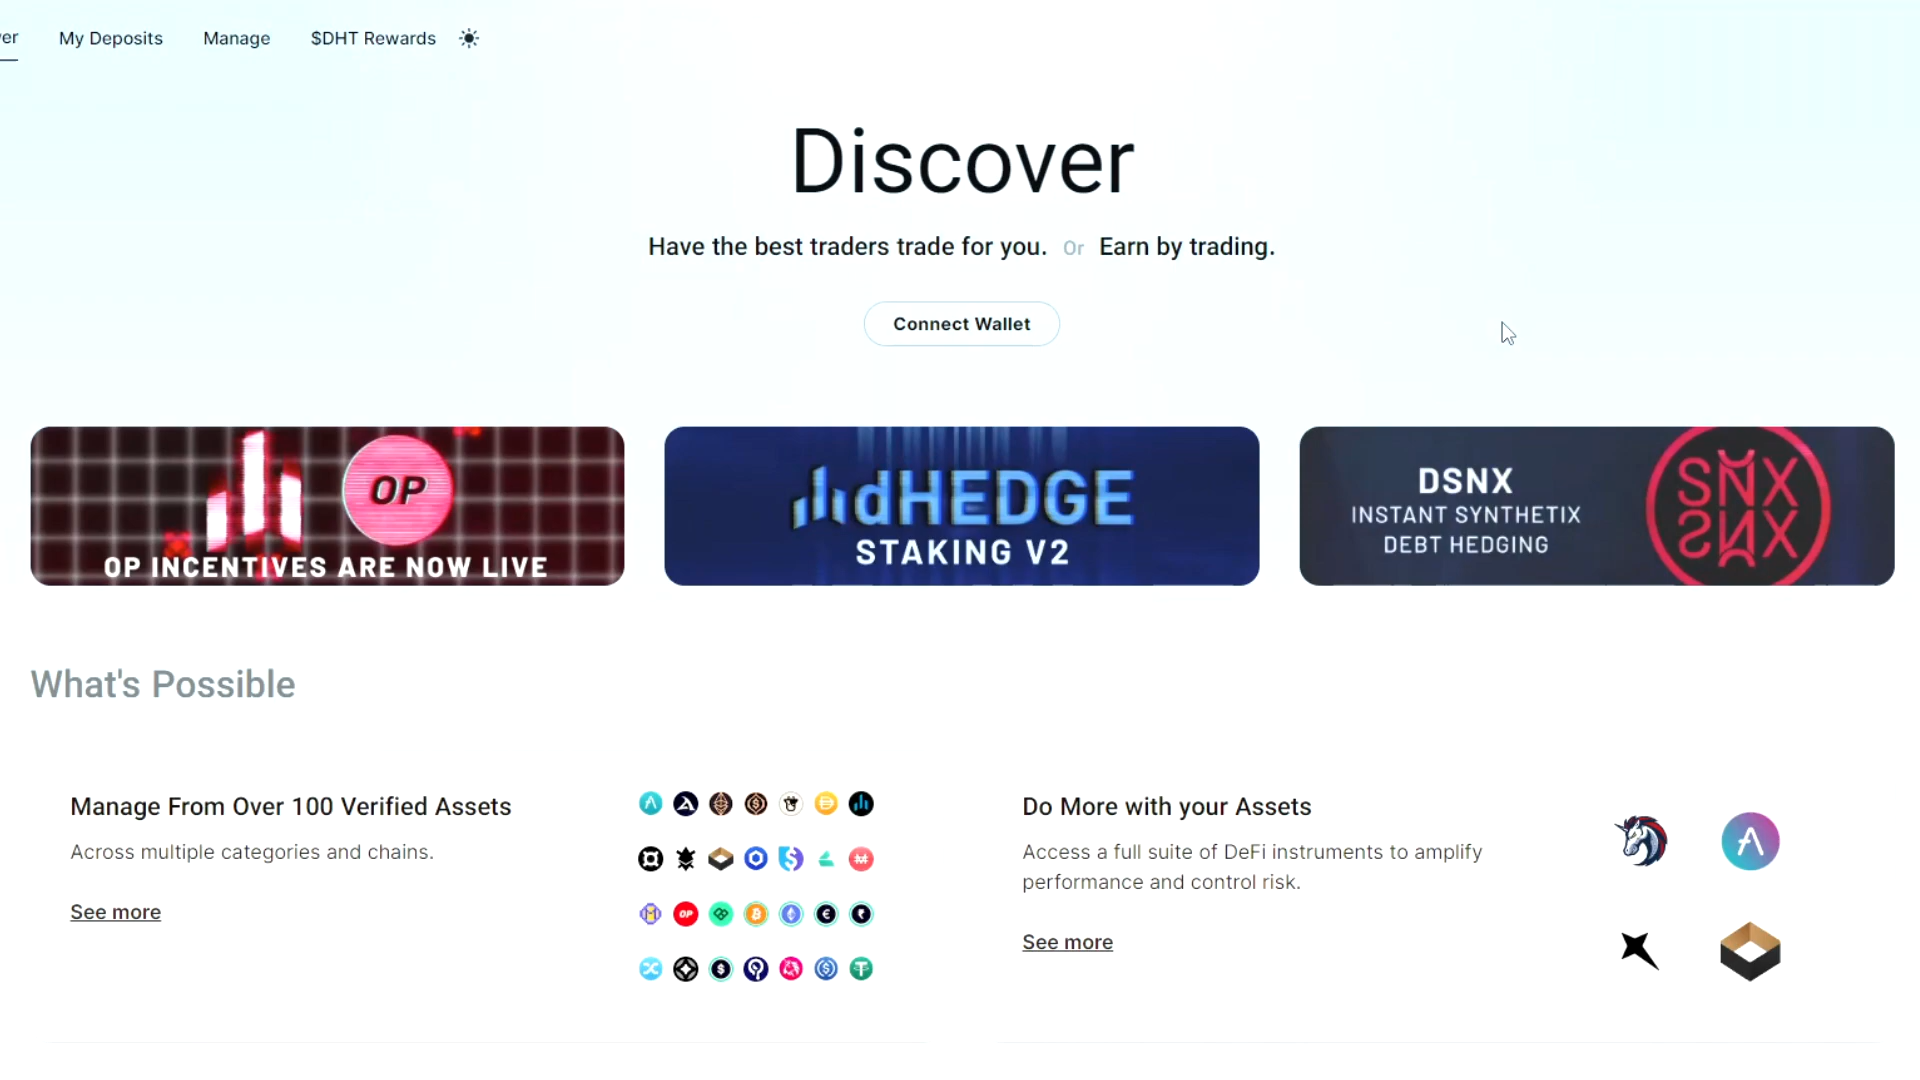 er My Deposits Manage $DHT Rewards
Discover
Have the best traders trade for you. Or Earn by trading.
Connect Wallet
OP
OP INCENTIVES ARE NOW LIVE
dHEDGE
STAKING V2
DSNX
INSTANT SYNTHETIX
DEBT HEDGING
SNX
SNX
What's Possible
Manage From Over 100 Verified Assets
Across multiple categories and chains.
See more
OP
Do More with your Assets
Access a full suite of DeFi instruments to amplify
performance and control risk.
See more